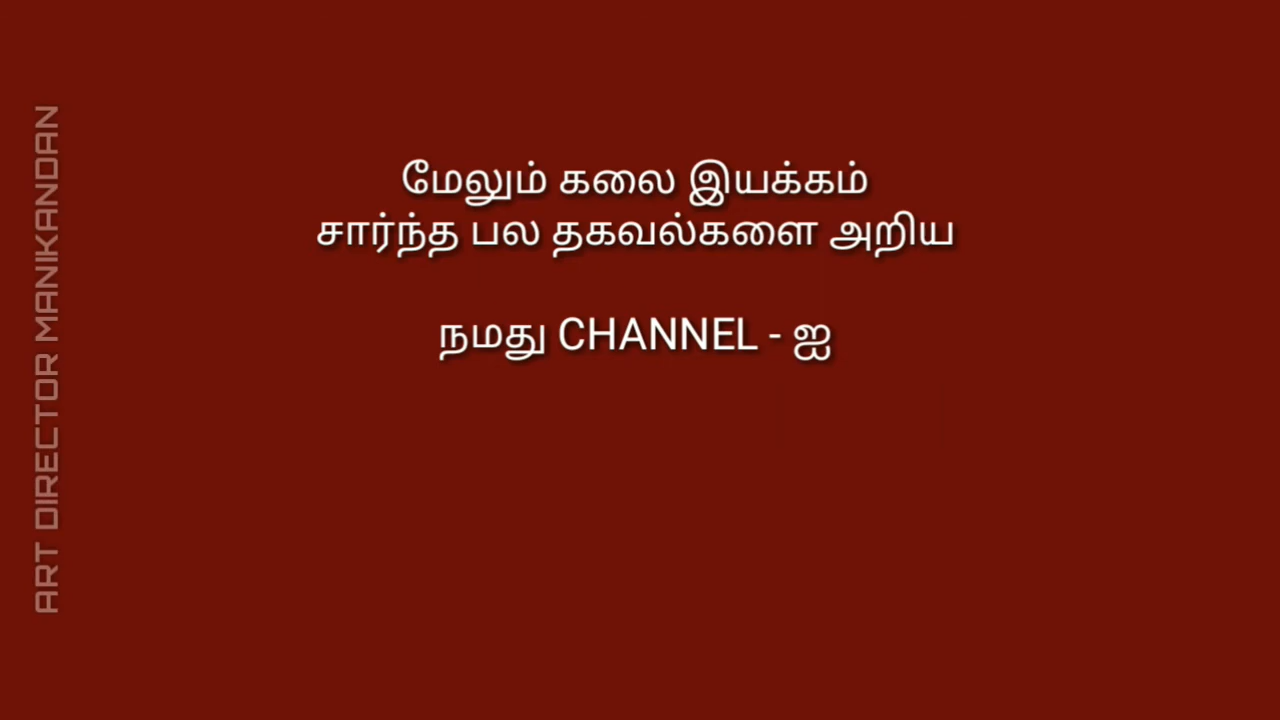 மேலும் கலை இயக்கம்
சார்ந்த பல தகவல்களை அறிய
நமது CHANNEL - ஐ
ART DIRECTOR MANIKANDAN